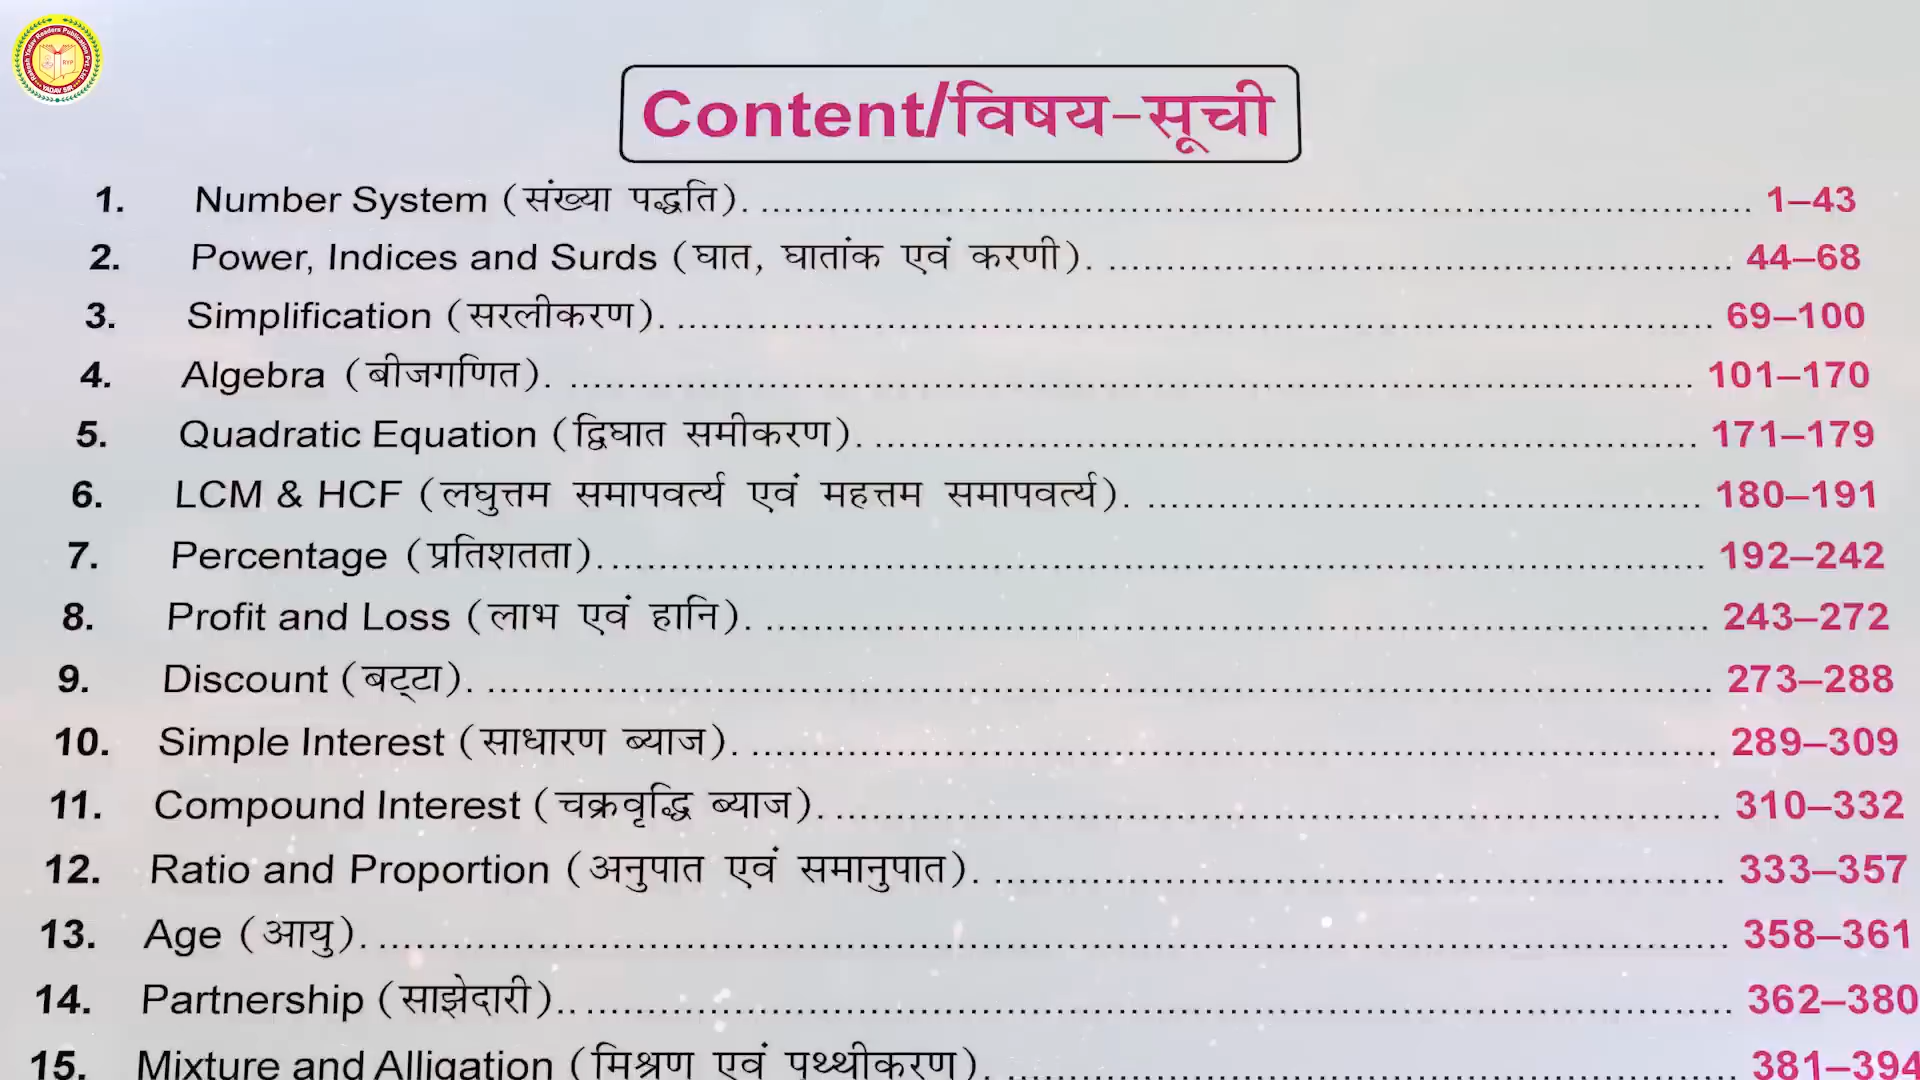 Content/विषय-सूची
1. Number System (संख्या पद्धति). 1–43
2. Power, Indices and Surds (घात, घातांक एवं करणी). 44–68
3. Simplification (सरलीकरण). 69–100
4. Algebra (बीजगणित). 101–170
5. Quadratic Equation (द्विघात समीकरण). 171–179
6. LCM & HCF (लघुत्तम समापवर्त्य एवं महत्तम समापवर्त्य). 180–191
7. Percentage (प्रतिशतता). 192–242
8. Profit and Loss (लाभ एवं हानि). 243–272
9. Discount (बट्टा). 273–288
10. Simple Interest (साधारण ब्याज). 289–309
11. Compound Interest (चक्रवृद्धि ब्याज). 310–332
12. Ratio and Proportion (अनुपात एवं समानुपात). 333–357
13. Age (आयु). 358–361
14. Partnership (साझेदारी). 362–380
15. Mixture and Alligation (मिश्रण एवं पथ्थीकरण). 381–394